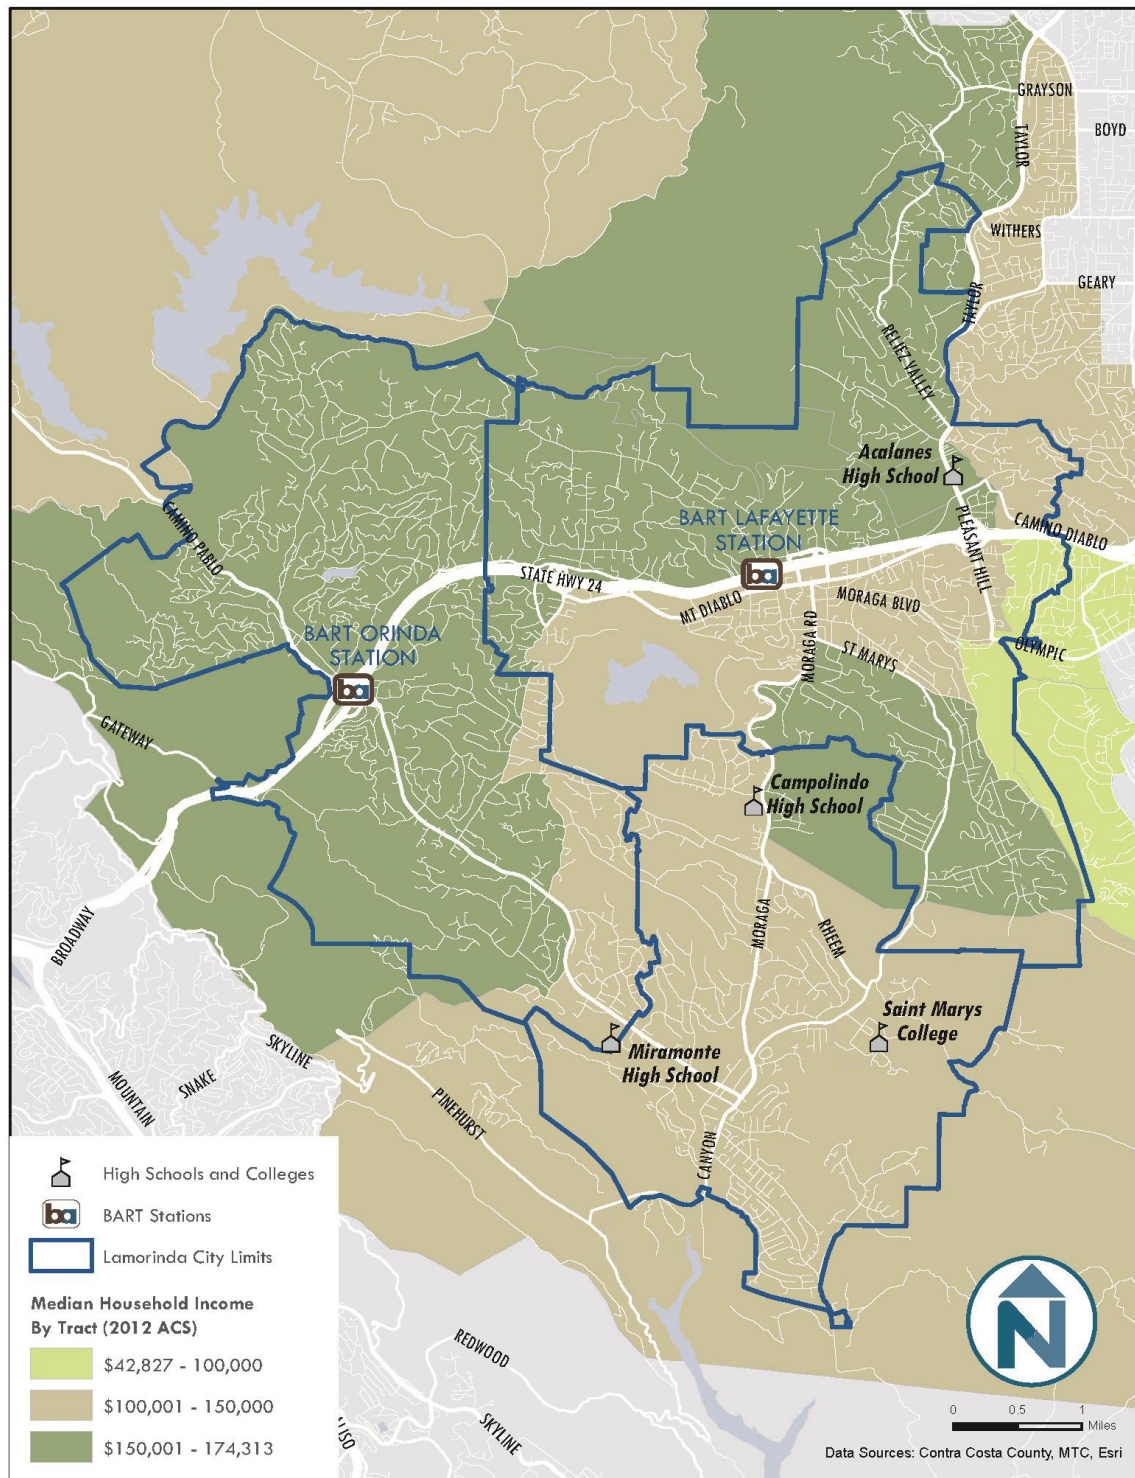 GRAYSON
TAYLOR
BOYD
WITHERS
GEARY
TAYLOR
RELIEZ VALLEY
Acalanes
High School
CAMINO PABLO
BART LAFAYETTE
STATION
PLEASANT HILL
CAMINO DIABLO
STATE HWY 24
ba
MT DIABLO
MORAGA BLVD
MORAGA RD
ST MARYS
OLYMPIC
BART ORINDA
STATION
ba
GATEWAY
Campolindo
High School
BROADWAY
MORAGA
RHEEM
Saint Marys
College
SKYLINE
Miramonte
High School
MOUNTAIN
SNAKE
PINEHURST
CANYON
High Schools and Colleges
ba
BART Stations
Lamorinda City Limits
Median Household Income
By Tract (2012 ACS)
$42,827 - 100,000
$100,001 - 150,000
$150,001 - 174,313
REDWOOD
SKYLINE
N
0 0.5 1
Miles
Data Sources: Contra Costa County, MTC, Esri